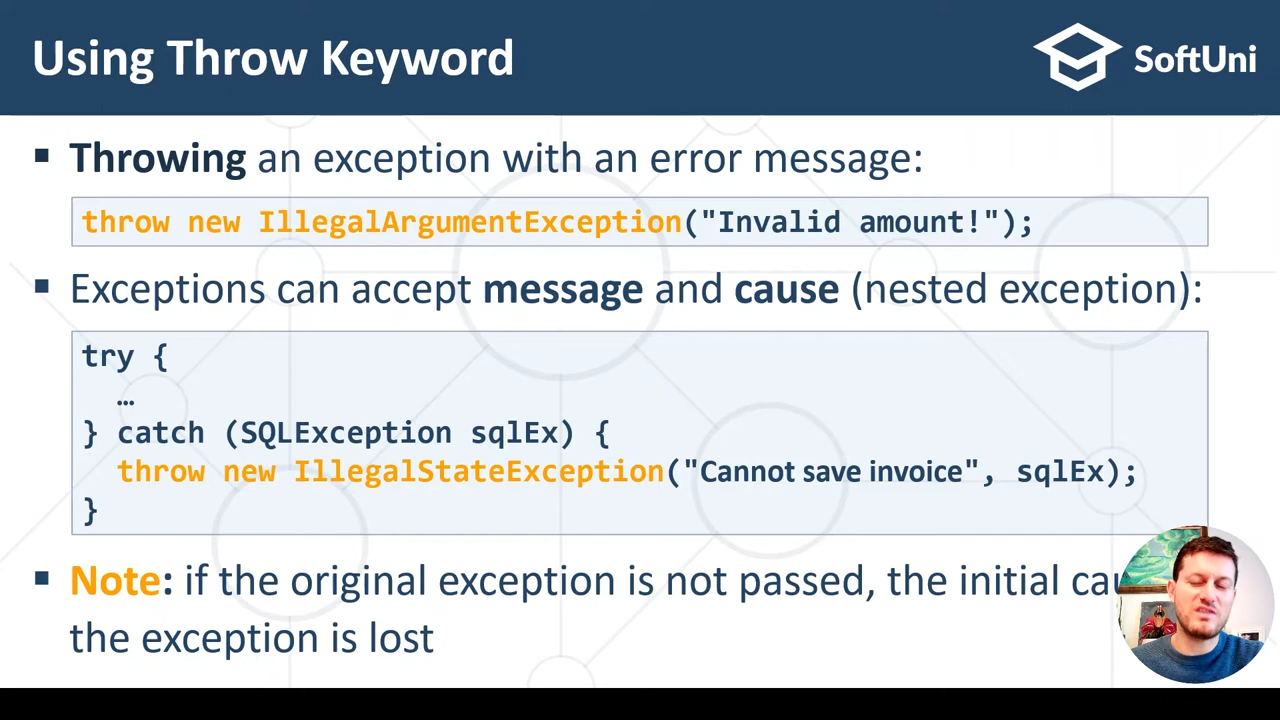 Using Throw Keyword
SoftUni
▪ Throwing an exception with an error message:
throw new IllegalArgumentException("Invalid amount!");
▪ Exceptions can accept message and cause (nested exception):
try {
…
} catch (SQLException sqlEx) {
throw new IllegalStateException("Cannot save invoice", sqlEx);
}
▪ Note: if the original exception is not passed, the initial
the exception is lost